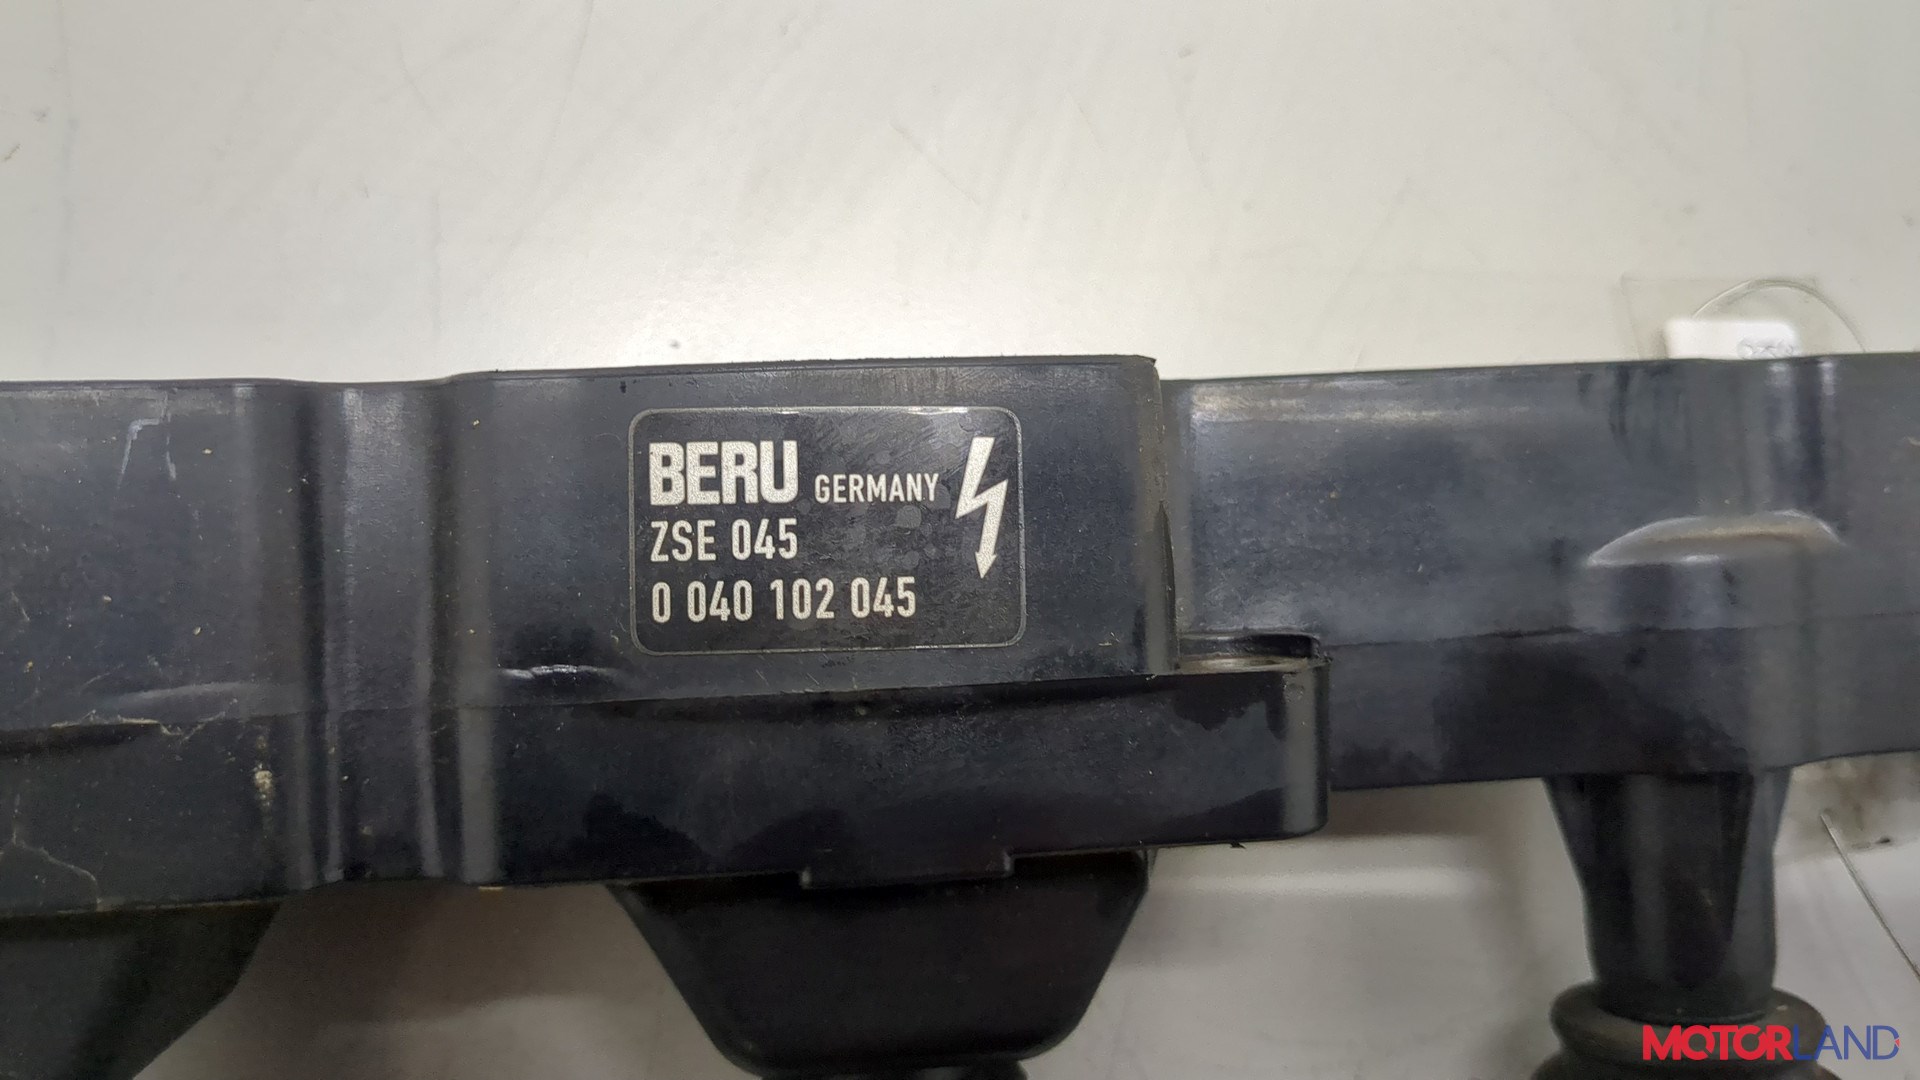 BERU GERMANY
ZSE 045
0 040 102 045
MOTORLAND